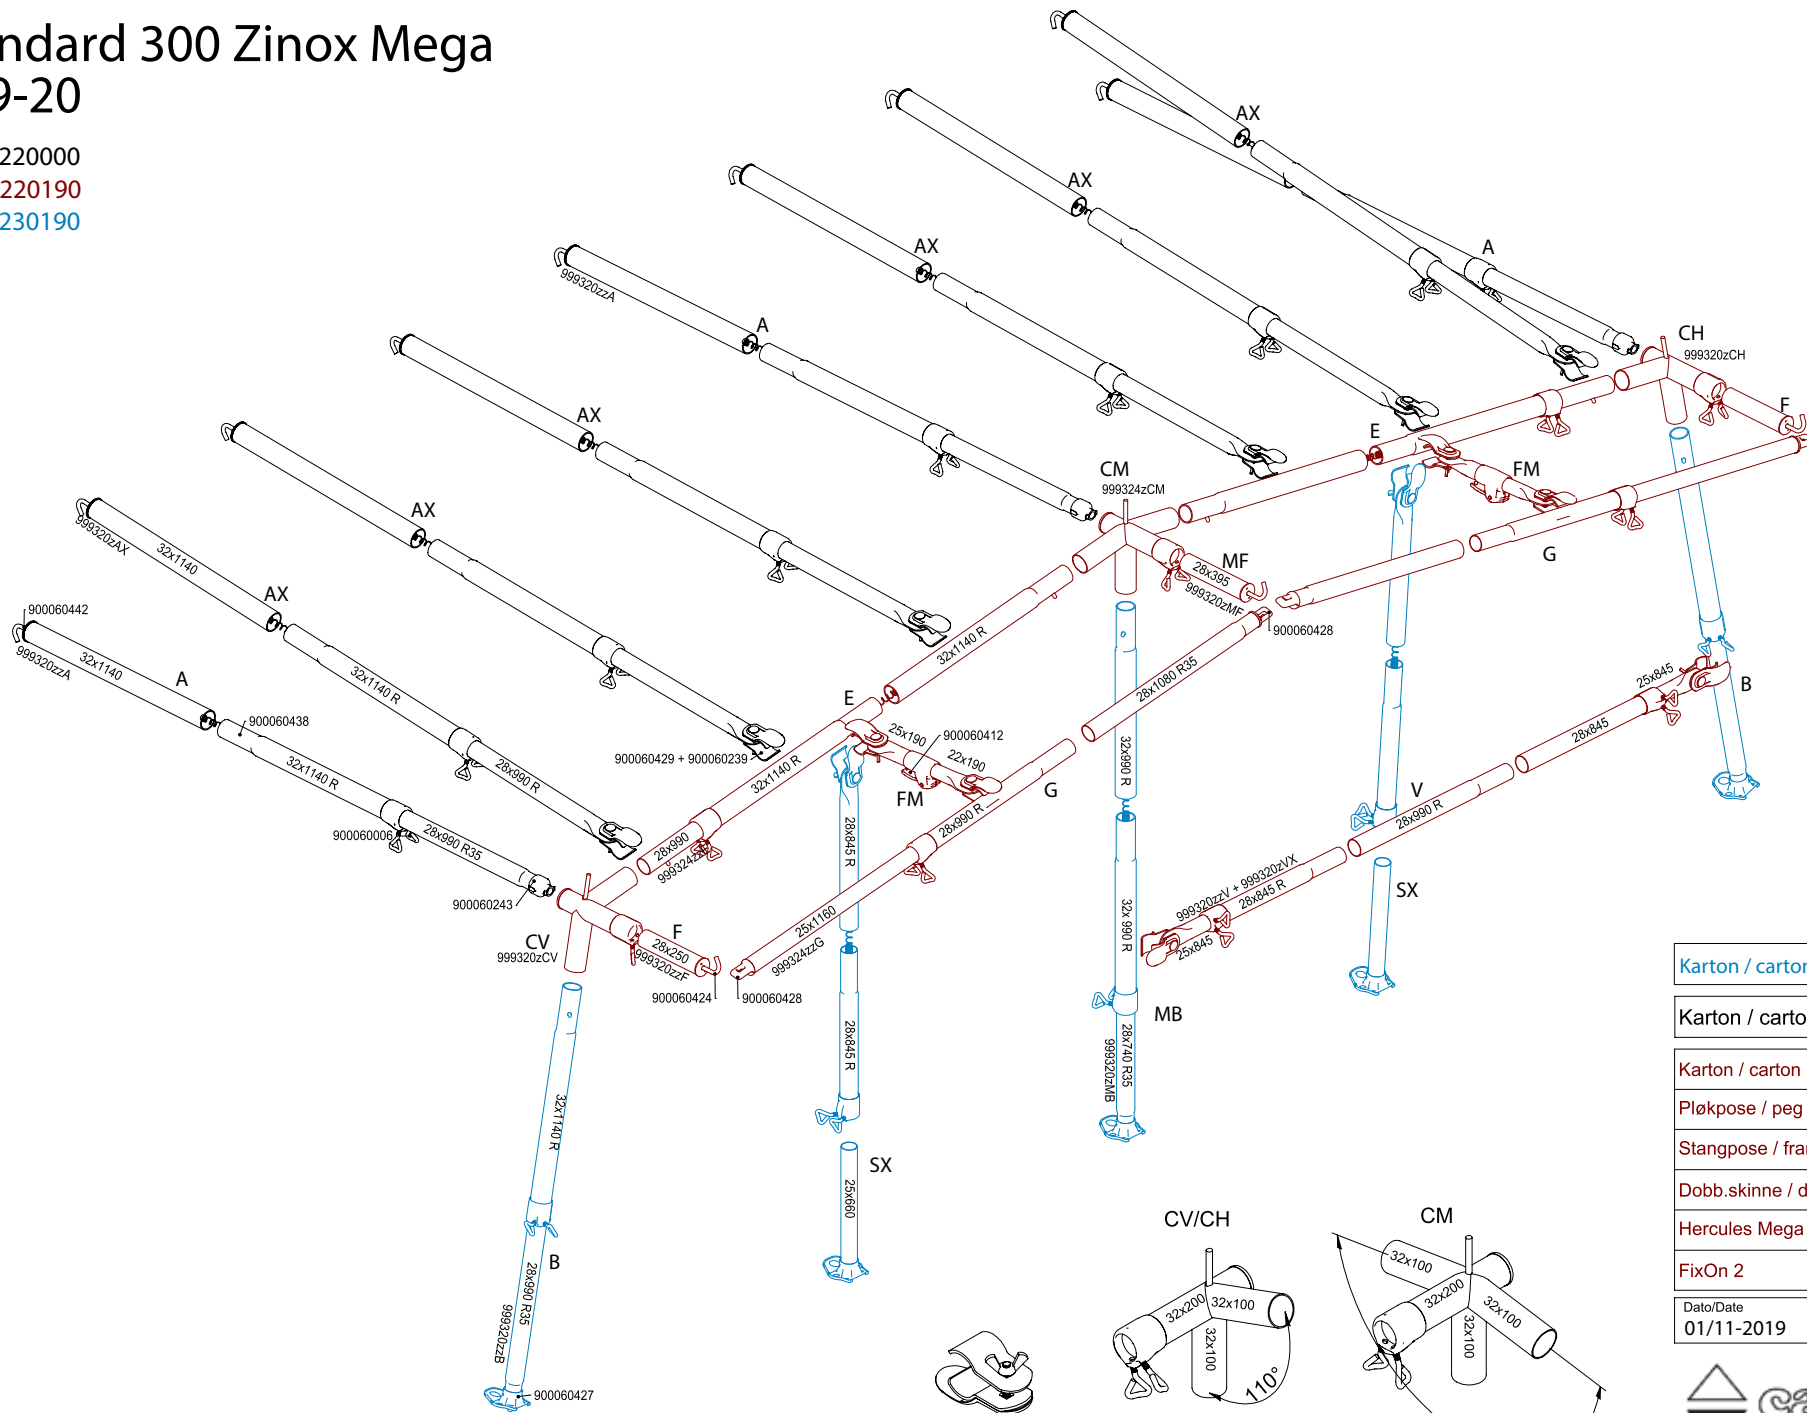 ndard 300 Zinox Mega
9-20
220000
220190
230190
AX
AX
AX
A
999320zzA
A
AX
AX
CH
999320zCH
F
E
FM
G
CM
999324zCM
MF
28x395
999320zMF
900060428
999320zAX
32x1140
AX
32x1140 R
28x990 R
900060442
32x1140
999320zzA
A
900060438
32x1140 R
900060006
28x990 R35
900060243
900060429 + 900060239
E
32x1140 R
32x1140 R
28x990
25x190
900060412
22x190
FM
G
28x1080 R35
28x990 R
25x1160
999324zzG
CV
999320zCV
F
28x250
999320zzF
900060424
900060428
28x845 R
28x845 R
SX
25x660
32x990 R
32x 990 R
MB
28x740 R35
999320zMB
25x845
B
28x845
V
28x990 R
999320zzV + 999320zVX
28x845 R
25x845
SX
32x1140 R
B
28x990 R35
999320zzB
900060427
CV/CH
32x200
32x100
32x100
110°
CM
32x100
32x200
32x100
32x100
Karton / carton
Karton / carto
Karton / carton
Pløkpose / peg
Stangpose / fra
Dobb.skinne / d
Hercules Mega
FixOn 2
Dato/Date
01/11-2019